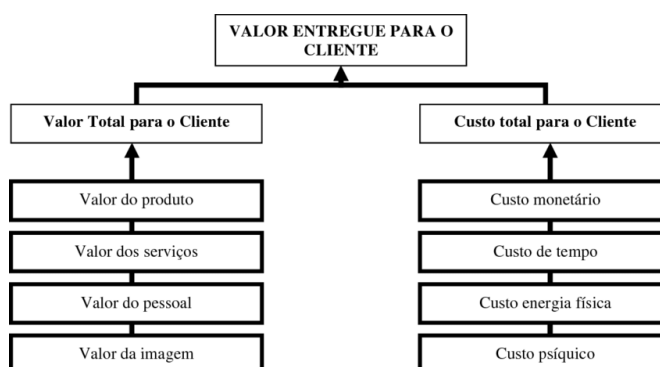 VALOR ENTREGUE PARA O
CLIENTE
Valor Total para o Cliente
Custo total para o Cliente
Valor do produto
Custo monetário
Valor dos serviços
Custo de tempo
Valor do pessoal
Custo energia física
Valor da imagem
Custo psíquico